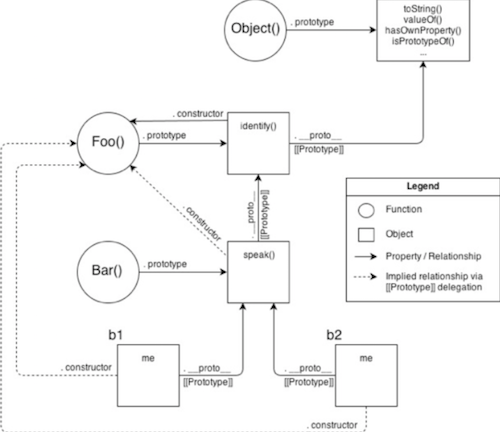 Object()
. prototype
toString()
valueOf()
hasOwnProperty()
isPrototypeOf()
...
. constructor
Foo()
. prototype
identify()
. __proto__
[[Prototype]]
. __proto__
[[Prototype]]
. constructor
Legend
Function
Object
Property / Relationship
Implied relationship via
[[Prototype]] delegation
Bar()
. prototype
speak()
b1
b2
me
me
. constructor
. __proto__
[[Prototype]]
. __proto__
[[Prototype]]
. constructor